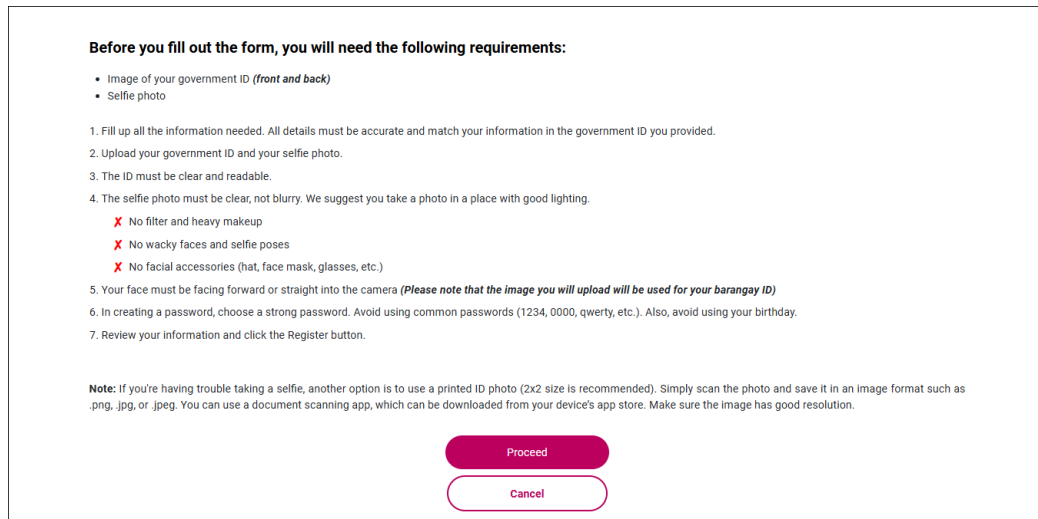 Before you fill out the form, you will need the following requirements:
• Image of your government ID (front and back)
• Selfie photo
1. Fill up all the information needed. All details must be accurate and match your information in the government ID you provided.
2. Upload your government ID and your selfie photo.
3. The ID must be clear and readable.
4. The selfie photo must be clear, not blurry. We suggest you take a photo in a place with good lighting.
✗ No filter and heavy makeup
✗ No wacky faces and selfie poses
✗ No facial accessories (hat, face mask, glasses, etc.)
5. Your face must be facing forward or straight into the camera (Please note that the image you will upload will be used for your barangay ID)
6. In creating a password, choose a strong password. Avoid using common passwords (1234, 0000, qwerty, etc.). Also, avoid using your birthday.
7. Review your information and click the Register button.
Note: If you're having trouble taking a selfie, another option is to use a printed ID photo (2x2 size is recommended). Simply scan the photo and save it in an image format such as
.png, .jpg, or .jpeg. You can use a document scanning app, which can be downloaded from your device's app store. Make sure the image has good resolution.
Proceed
Cancel